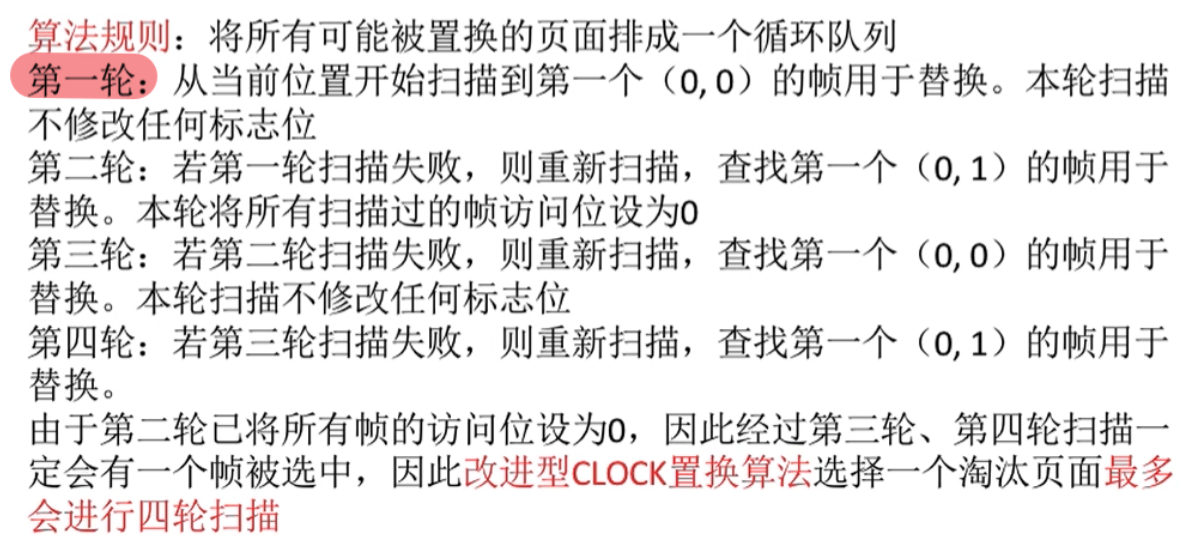 算法规则：将所有可能被置换的页面排成一个循环队列
第一轮：从当前位置开始扫描到第一个（0, 0）的帧用于替换。本轮扫描
不修改任何标志位
第二轮：若第一轮扫描失败，则重新扫描，查找第一个（0, 1）的帧用于
替换。本轮将所有扫描过的帧访问位设为0
第三轮：若第二轮扫描失败，则重新扫描，查找第一个（0, 0）的帧用于
替换。本轮扫描不修改任何标志位
第四轮：若第三轮扫描失败，则重新扫描，查找第一个（0, 1）的帧用于
替换。
由于第二轮已将所有帧的访问位设为0，因此经过第三轮、第四轮扫描一
定会有一个帧被选中，因此改进型CLOCK置换算法选择一个淘汰页面最多
会进行四轮扫描